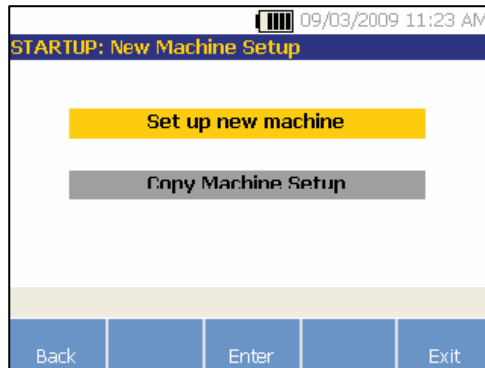 09/03/2009 11:23 AM
STARTUP: New Machine Setup
Set up new machine
Copy Machine Setup
Back Enter Exit